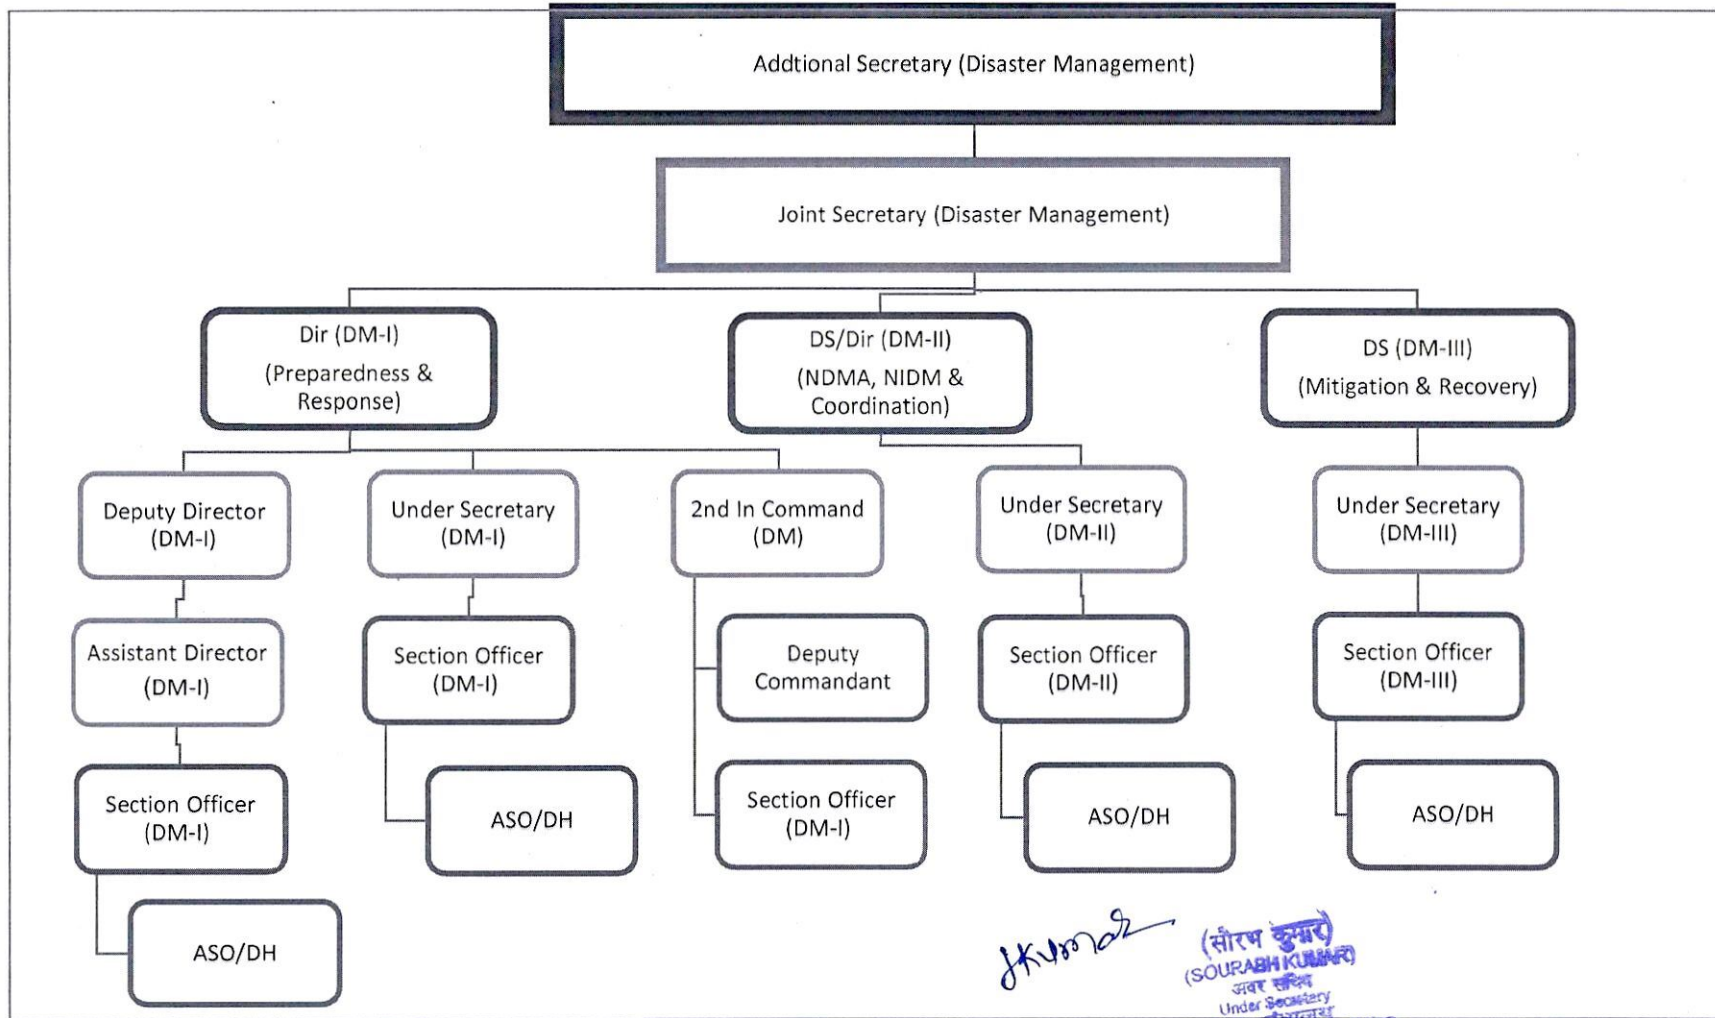 Addtional Secretary (Disaster Management)
Joint Secretary (Disaster Management)
Dir (DM-I)
(Preparedness &
Response)
DS/Dir (DM-II)
(NDMA, NIDM &
Coordination)
DS (DM-III)
(Mitigation & Recovery)
Deputy Director
(DM-I)
Under Secretary
(DM-I)
2nd In Command
(DM)
Under Secretary
(DM-II)
Under Secretary
(DM-III)
Assistant Director
(DM-I)
Section Officer
(DM-I)
Deputy
Commandant
Section Officer
(DM-II)
Section Officer
(DM-III)
Section Officer
(DM-I)
ASO/DH
Section Officer
(DM-I)
ASO/DH
ASO/DH
ASO/DH
(सौरभ कुमार)
(SOURABH KUMAR)
अवर सचिव
Under Secretary